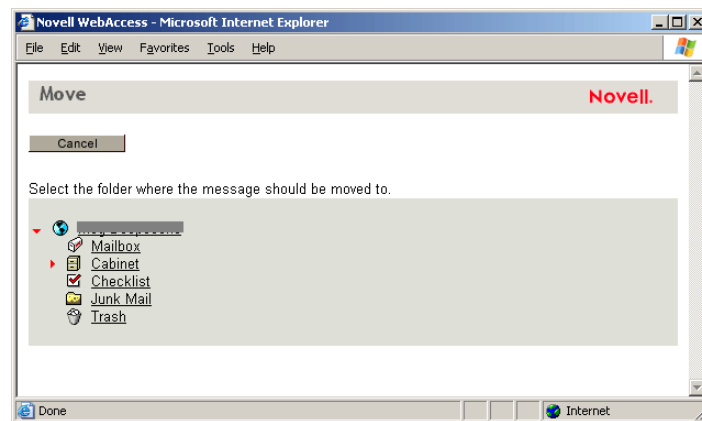 Novell WebAccess - Microsoft Internet Explorer
File Edit View Favorites Tools Help
Move
Novell.
Cancel
Select the folder where the message should be moved to.
Mailbox
Cabinet
Checklist
Junk Mail
Trash
Done
Internet